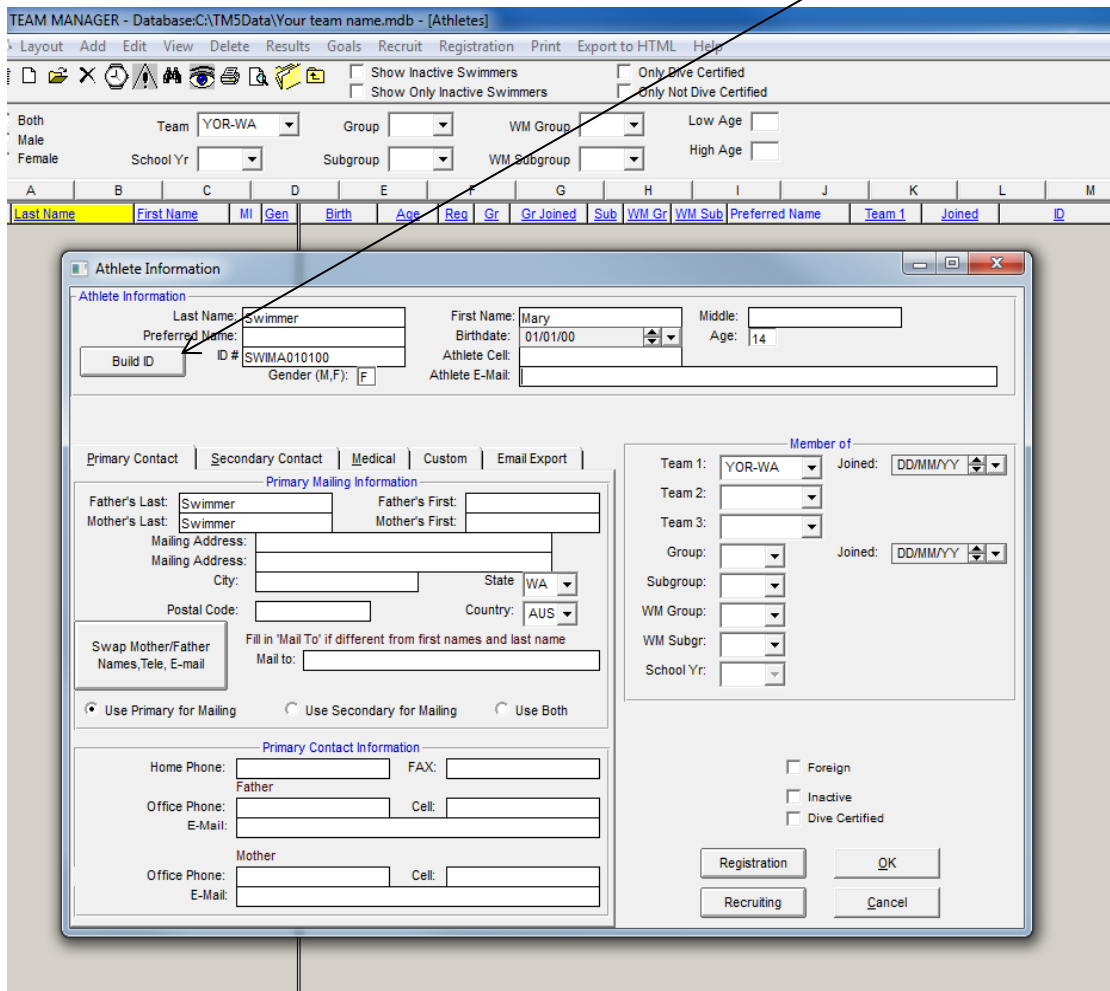 TEAM MANAGER - Database:C:\TM5Data\Your team name.mdb - [Athletes]
Layout Add Edit View Delete Results Goals Recruit Registration Print Export to HTML Help
Show Inactive Swimmers Only Dive Certified
Show Only Inactive Swimmers Only Not Dive Certified
Both
Male
Female
Team YOR-WA Group WM Group Low Age
School Yr Subgroup WM Subgroup High Age
A B C D E F G H I J K L M
Last Name First Name MI Gen Birth Age Reg Gr Gr Joined Sub WM Gr WM Sub Preferred Name Team 1 Joined ID
Athlete Information
Athlete Information
Last Name: Swimmer First Name: Mary Middle:
Preferred Name: Birthdate: 01/01/00 Age: 14
Build ID ID # SWIMA010100 Athlete Cell:
Gender (M,F): F Athlete E-Mail:
Primary Contact Secondary Contact Medical Custom Email Export
Primary Mailing Information
Father's Last: Swimmer Father's First:
Mother's Last: Swimmer Mother's First:
Mailing Address:
Mailing Address:
City: State WA
Postal Code: Country: AUS
Swap Mother/Father
Names,Tele, E-mail
Fill in 'Mail To' if different from first names and last name
Mail to:
Use Primary for Mailing Use Secondary for Mailing Use Both
Primary Contact Information
Home Phone: FAX:
Father
Office Phone: Cell:
E-Mail:
Mother
Office Phone: Cell:
E-Mail:
Member of
Team 1: YOR-WA Joined: DD/MM/YY
Team 2:
Team 3:
Group: Joined: DD/MM/YY
Subgroup:
WM Group:
WM Subgr:
School Yr:
Foreign
Inactive
Dive Certified
Registration OK
Recruiting Cancel